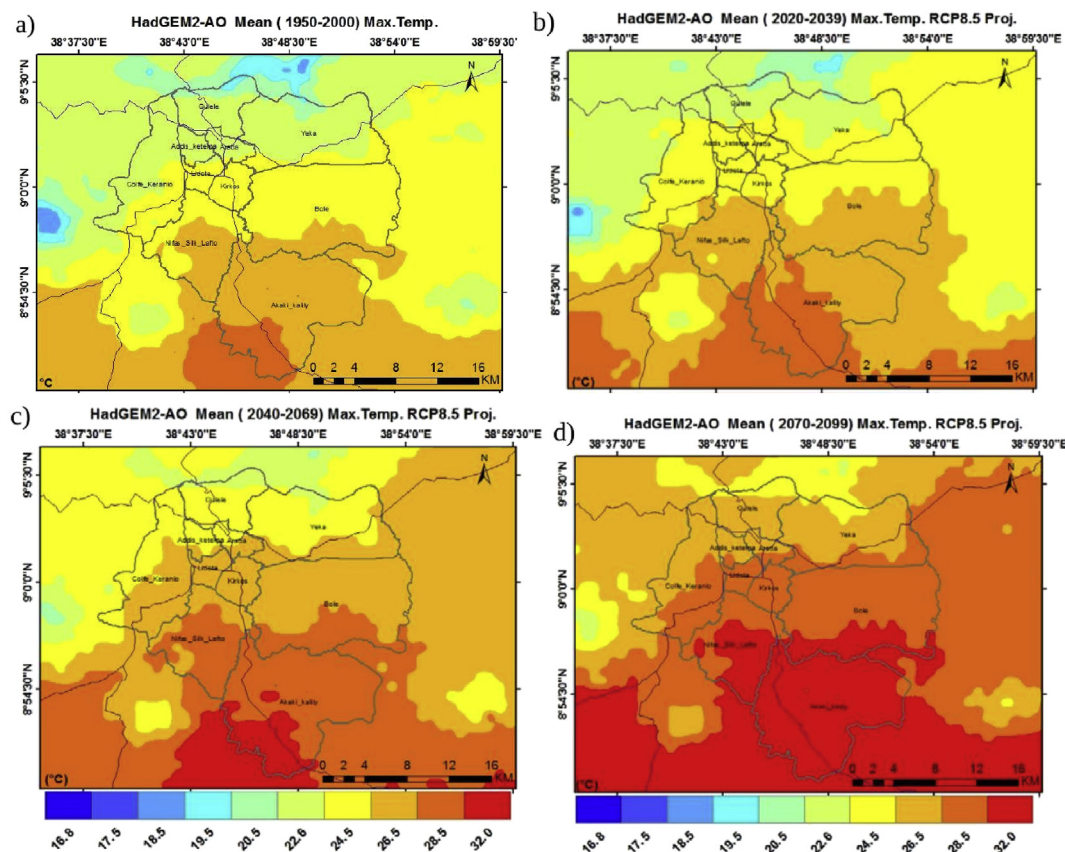 a)
HadGEM2-AO Mean ( 1950-2000) Max.Temp.
38°37'30"E 38°43'0"E 38°48'30"E 38°54'0"E 38°59'30'
9°5'30"N
9°0'0"N
8°54'30"N
N
Gulele
Yeka
Addis_ketema Arada
Lideta
Colfe_Keranio
Kirkos
Bole
Nifas_Silk_Lafto
Akaki_kality
0 2 4 8 12 16
KM
°C
b)
HadGEM2-AO Mean ( 2020-2039) Max.Temp. RCP8.5 Proj.
38°37'30"E 38°43'0"E 38°48'30"E 38°54'0"E 38°59'30"E
9°5'30"N
9°0'0"N
8°54'30"N
N
Gulele
Yeka
Addis_ketema Arada
Lideta
Colfe_Keranio
Kirkos
Bole
Nifas_Silk_Lafto
Akaki_kality
0 2 4 8 12 16
KM
(°C)
c)
HadGEM2-AO Mean ( 2040-2069) Max.Temp. RCP8.5 Proj.
38°37'30"E 38°43'0"E 38°48'30"E 38°54'0"E 38°59'30"E
9°5'30"N
9°0'0"N
8°54'30"N
N
Gulele
Yeka
Addis_ketema Arada
Lideta
Colfe_Keranio
Kirkos
Bole
Nifas_Silk_Lafto
Akaki_kality
0 2 4 8 12 16
KM
(°C)
16.8 17.5 18.5 19.5 20.5 22.6 24.5 26.5 28.5 32.0
d)
HadGEM2-AO Mean ( 2070-2099) Max.Temp. RCP8.5 Proj.
38°37'30"E 38°43'0"E 38°48'30"E 38°54'0"E 38°59'30"E
9°5'30"N
9°0'0"N
8°54'30"N
N
Gulele
Yeka
Addis_ketema Arada
Lideta
Colfe_Keranio
Kirkos
Bole
Nifas_Silk_Lafto
Akaki_kality
0 2 4 8 12 16
KM
(°C)
16.8 17.5 18.5 19.5 20.5 22.6 24.5 26.5 28.5 32.0